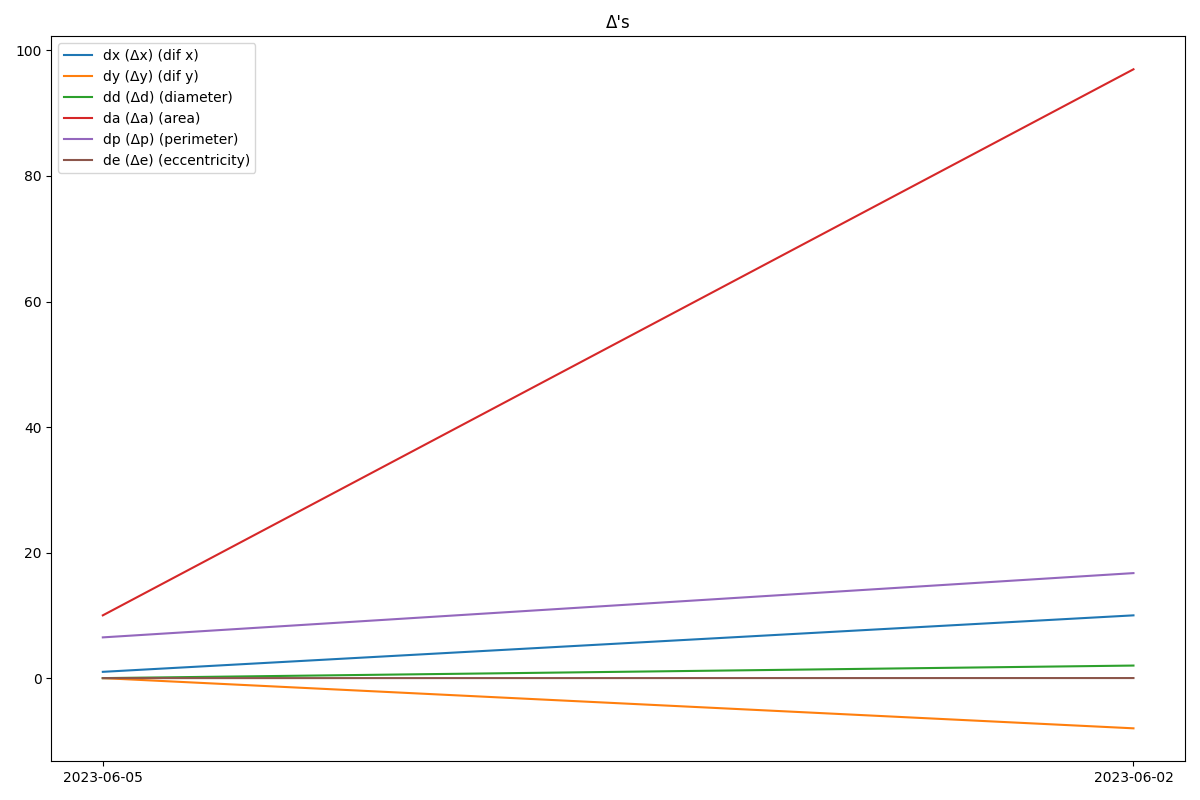 Δ's
dx (Δx) (dif x)
dy (Δy) (dif y)
dd (Δd) (diameter)
da (Δa) (area)
dp (Δp) (perimeter)
de (Δe) (eccentricity)
100
80
60
40
20
0
2023-06-05
2023-06-02